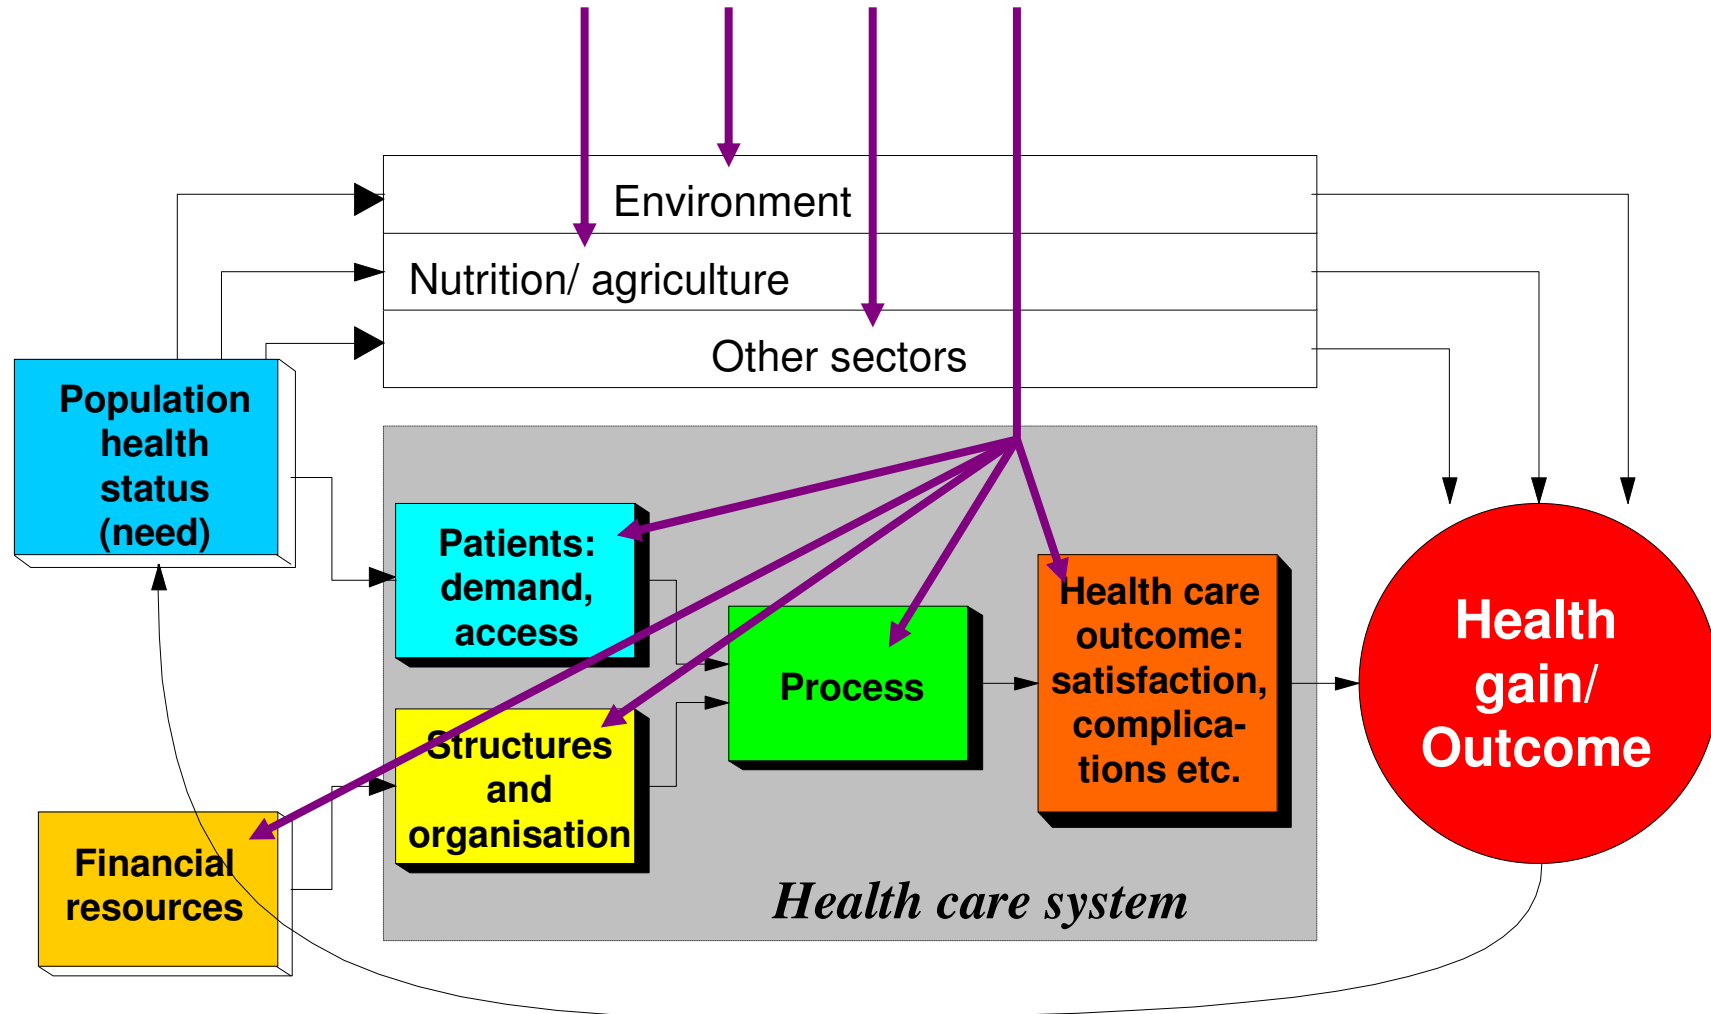 Environment
Nutrition/ agriculture
Other sectors
Population
health
status
(need)
Patients:
demand,
access
Structures
and
organisation
Financial
resources
Process
Health care
outcome:
satisfaction,
complica-
tions etc.
Health
gain/
Outcome
Health care system